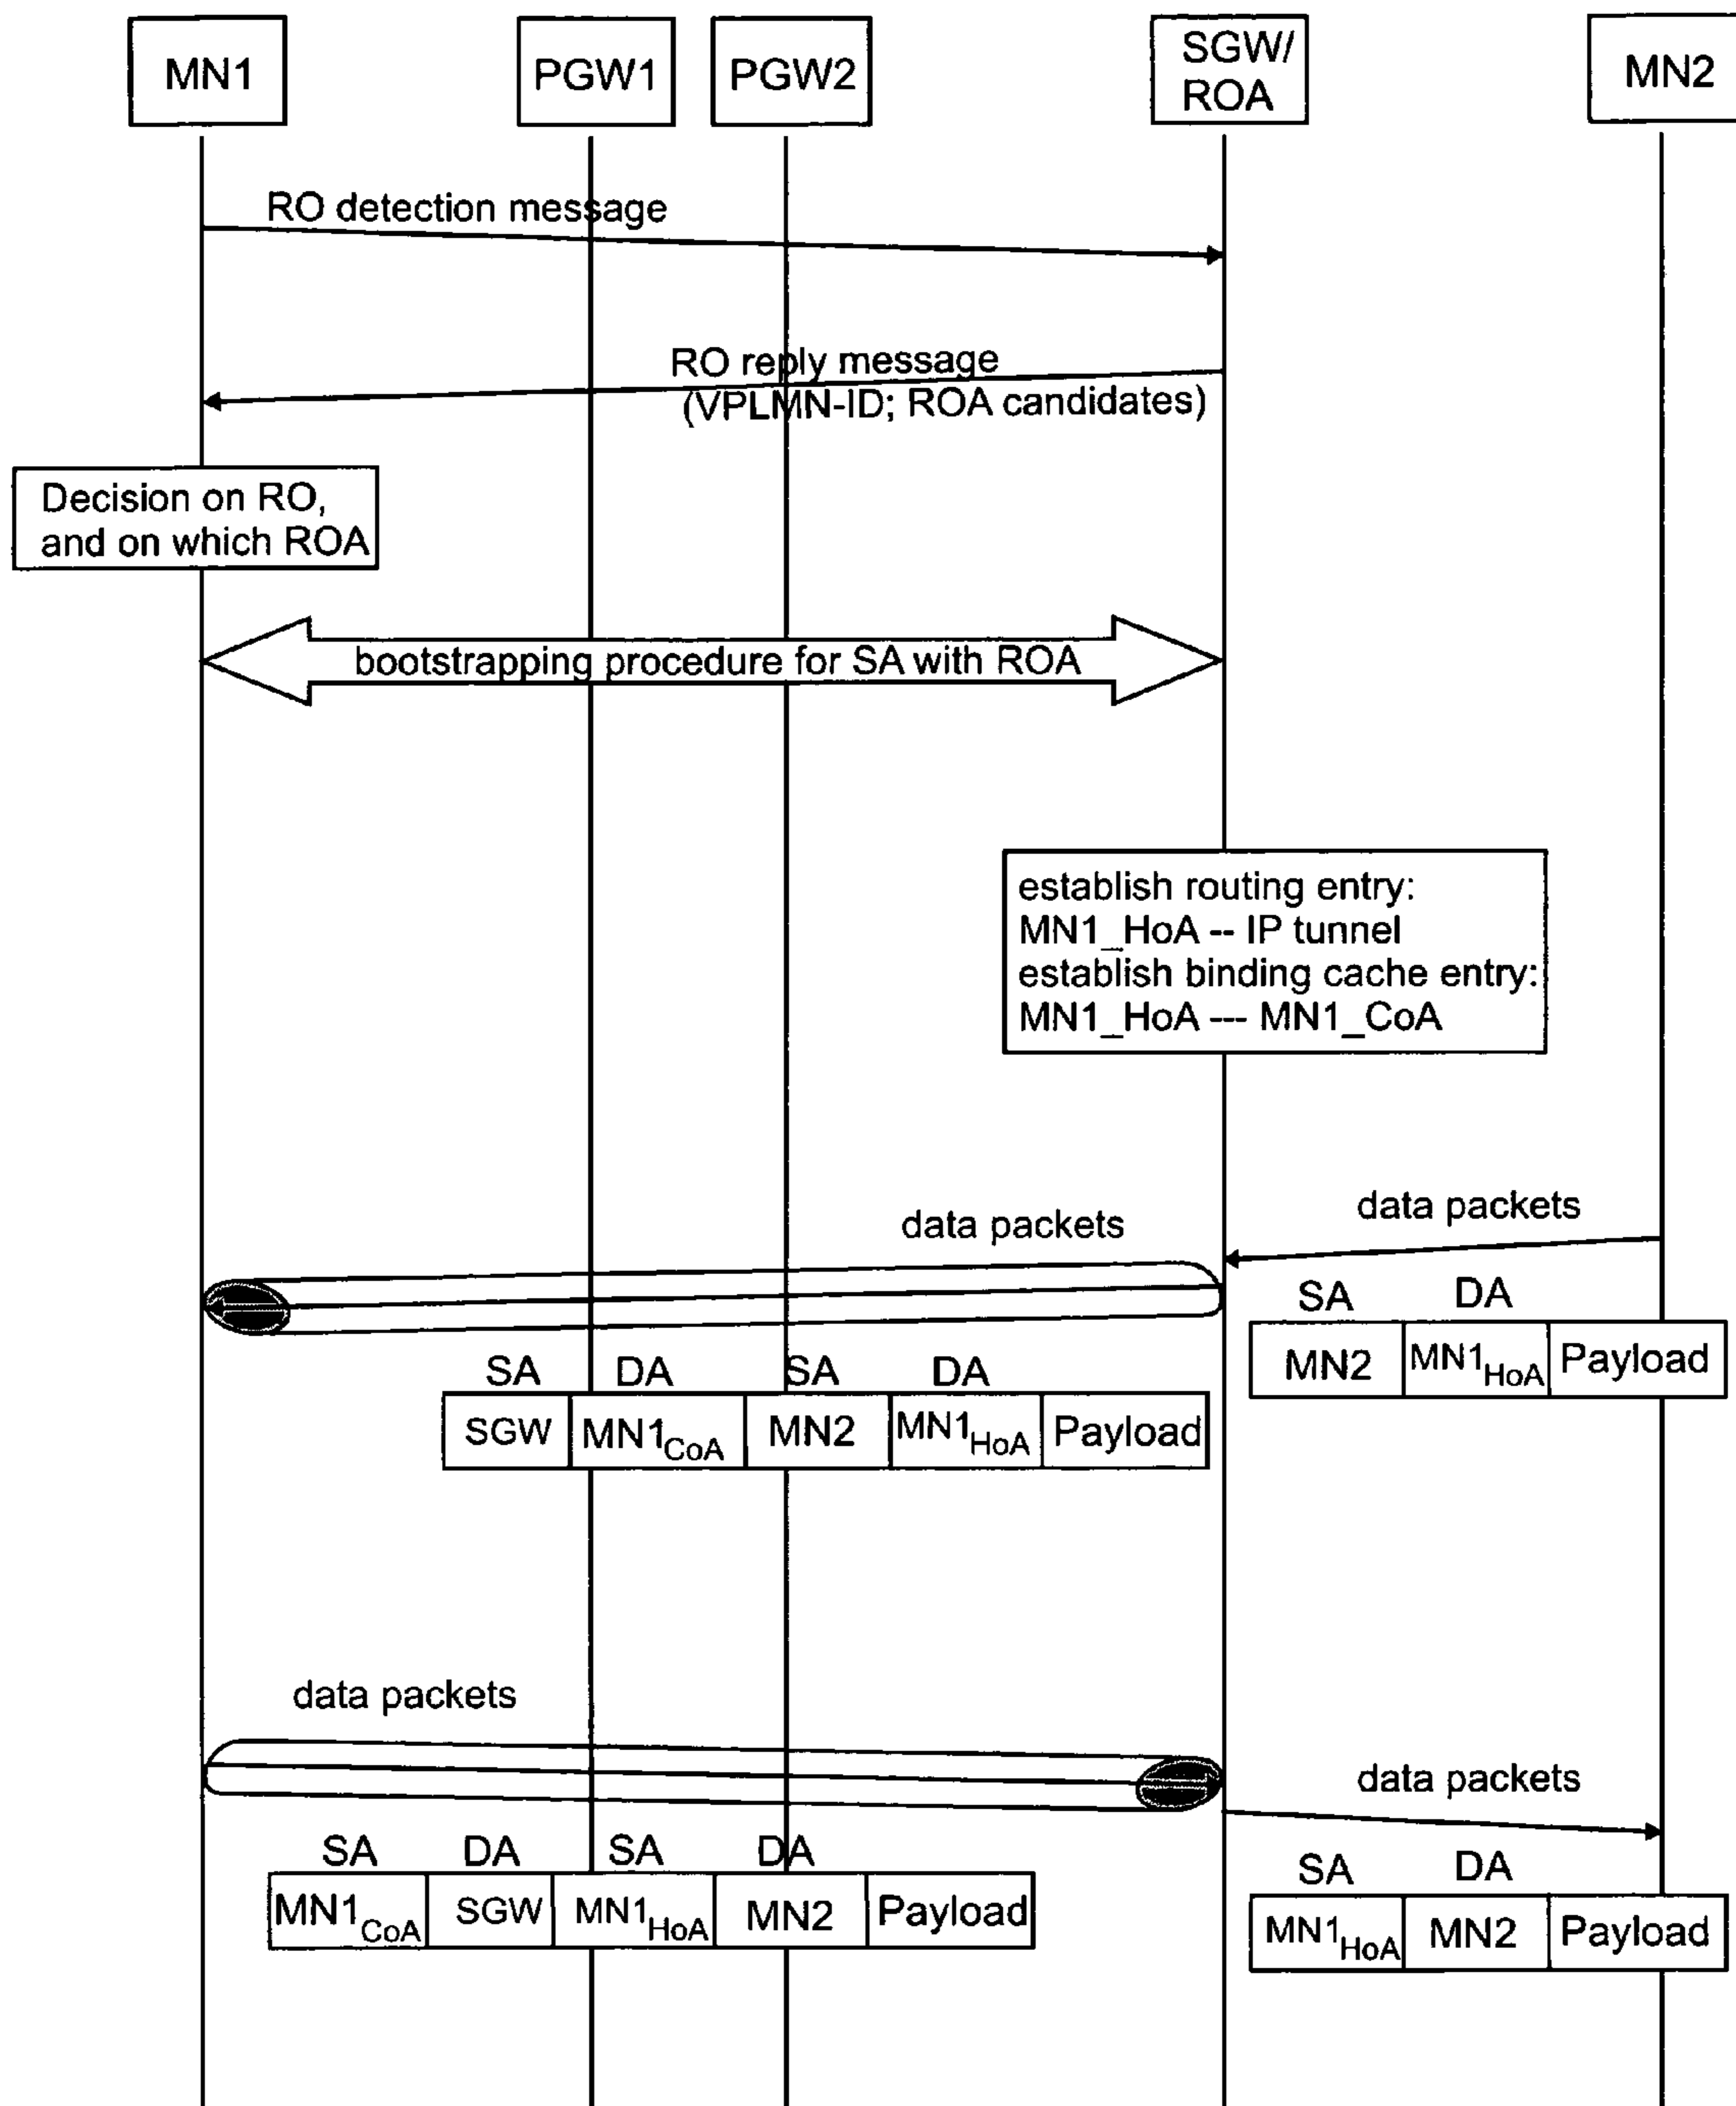 MN1
PGW1
PGW2
SGW/
ROA
MN2
RO detection message
RO reply message
(VPLMN-ID; ROA candidates)
Decision on RO,
and on which ROA
bootstrapping procedure for SA with ROA
establish routing entry:
MN1_HoA -- IP tunnel
establish binding cache entry:
MN1_HoA --- MN1_CoA
data packets
data packets
SA DA
MN2 MN1HoA Payload
SA DA SA DA
SGW MN1CoA MN2 MN1HoA Payload
data packets
data packets
SA DA SA DA
MN1CoA SGW MN1HoA MN2 Payload
SA DA
MN1HoA MN2 Payload